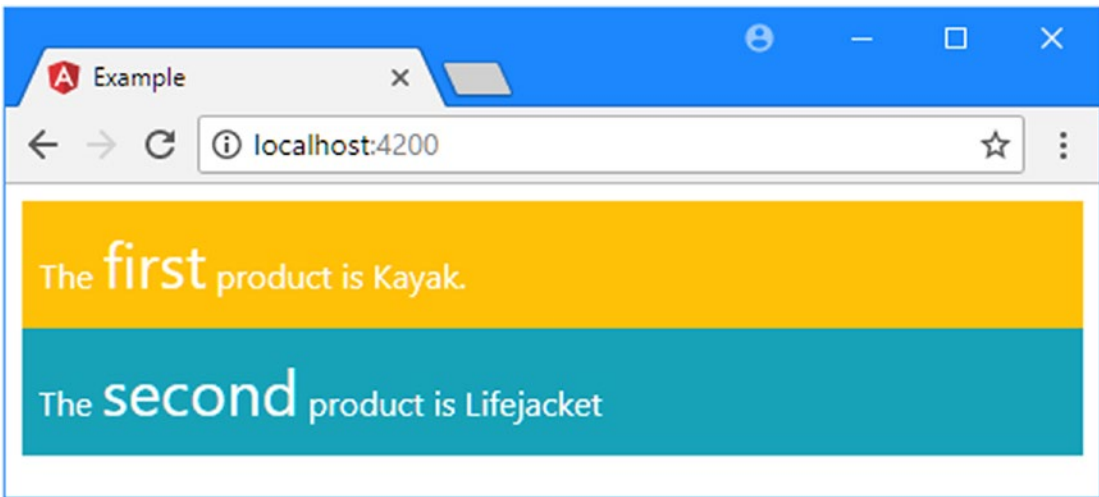 Example
localhost:4200
The first product is Kayak.
The second product is Lifejacket